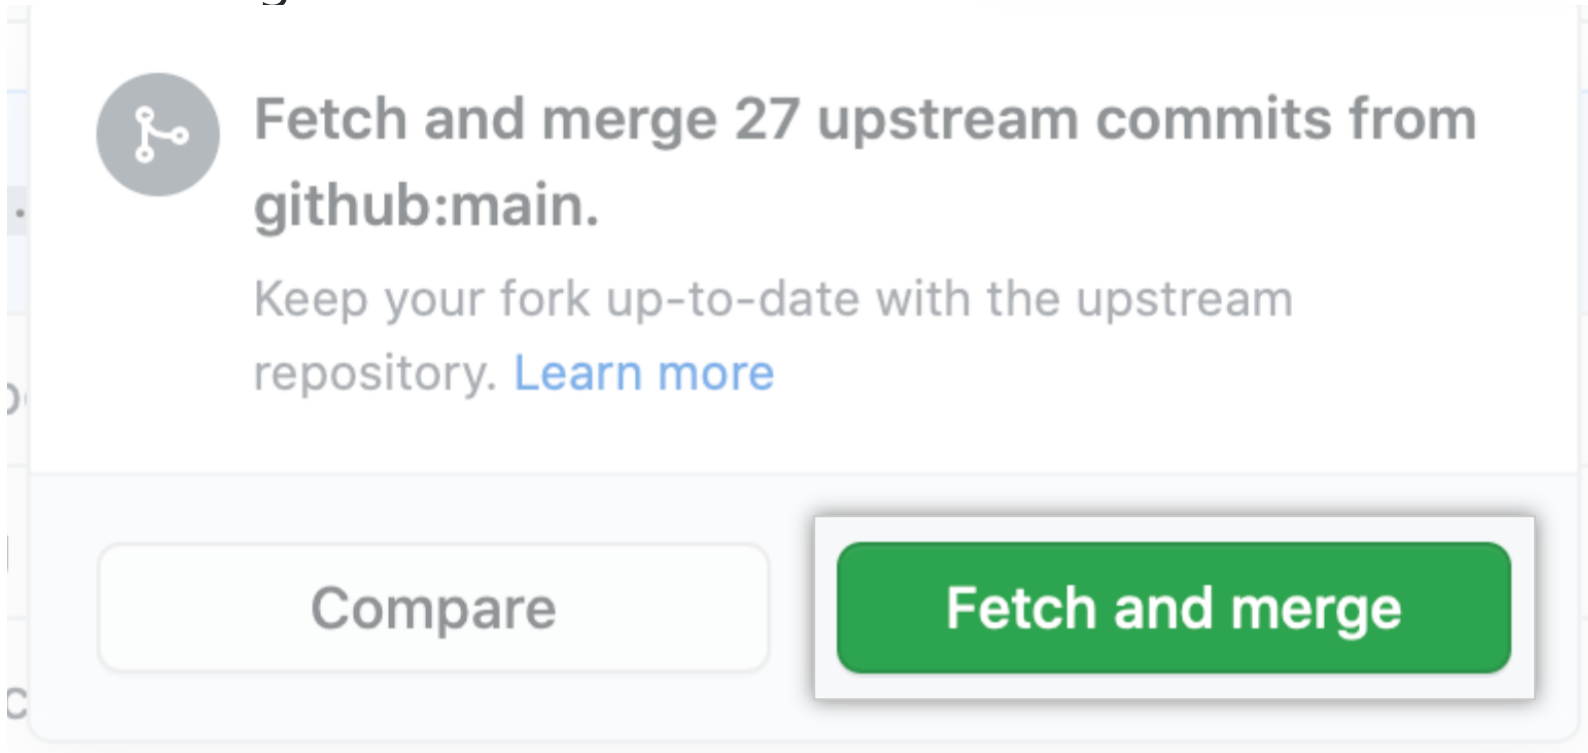 Fetch and merge 27 upstream commits from
github:main.
Keep your fork up-to-date with the upstream
repository. Learn more
Compare
Fetch and merge